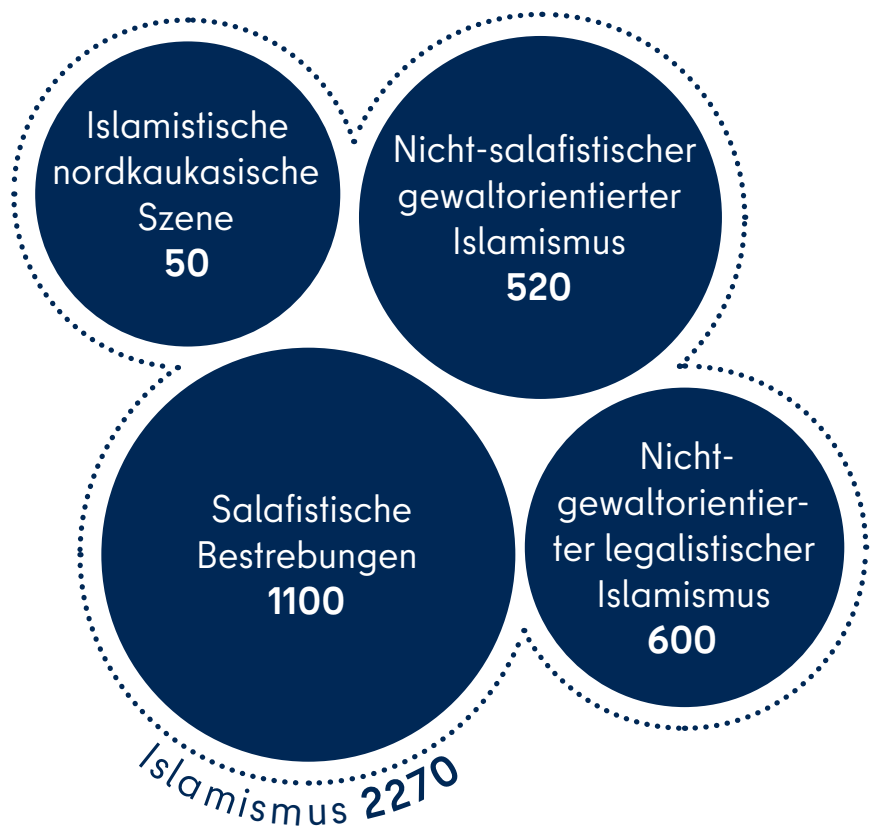 Islamistische
nordkaukasische
Szene
50
Nicht-salafistischer
gewaltorientierter
Islamismus
520
Salafistische
Bestrebungen
1100
Nicht-
gewaltorientier-
ter legalistischer
Islamismus
600
Islamismus 2270